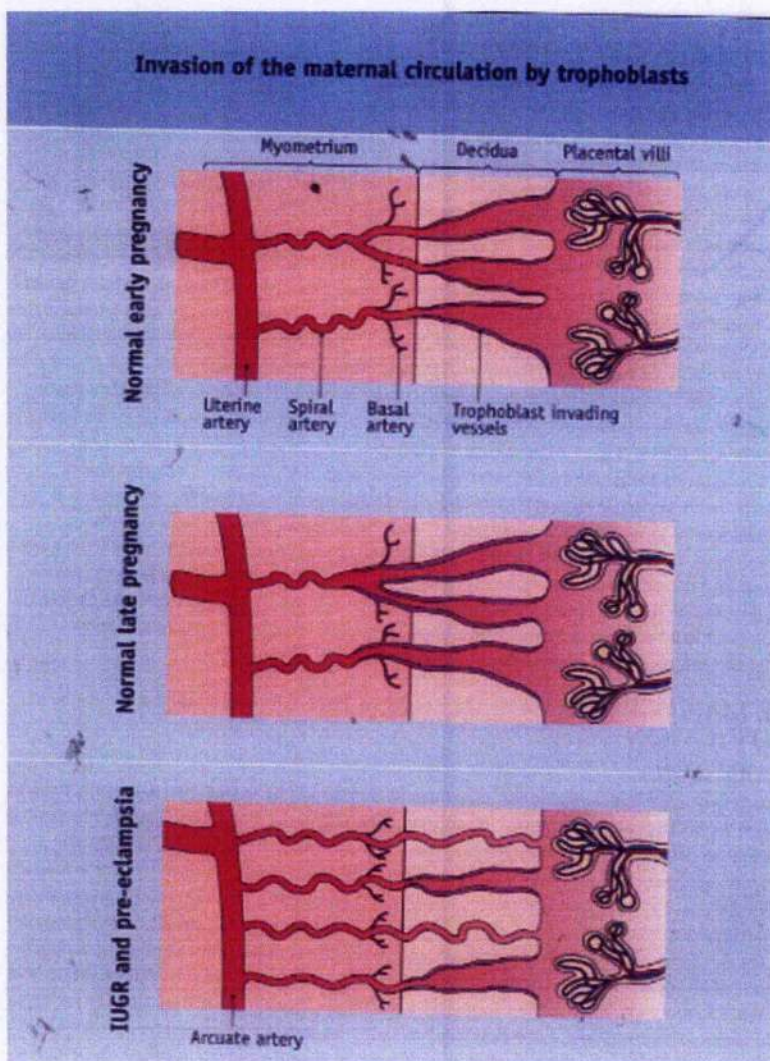 Invasion of the maternal circulation by trophoblasts
Myometrium Decidua Placental villi
Normal early pregnancy
Uterine artery
Spiral artery
Basal artery
Trophoblast invading vessels
Normal late pregnancy
IUGR and pre-eclampsia
Arcuate artery